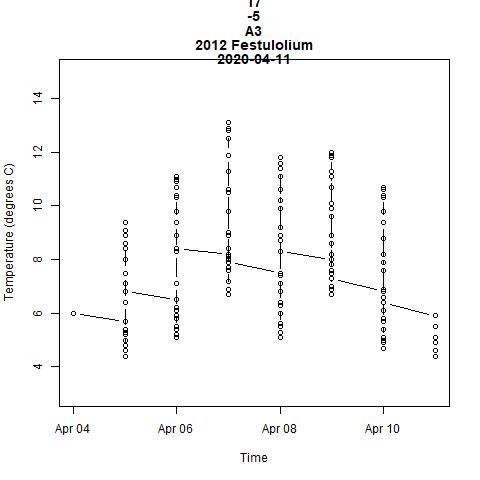 17
-5
A3
2012 Festulolium
2020-04-11
14
12
10
8
6
4
Temperature (degrees C)
Apr 04
Apr 06
Apr 08
Apr 10
Time